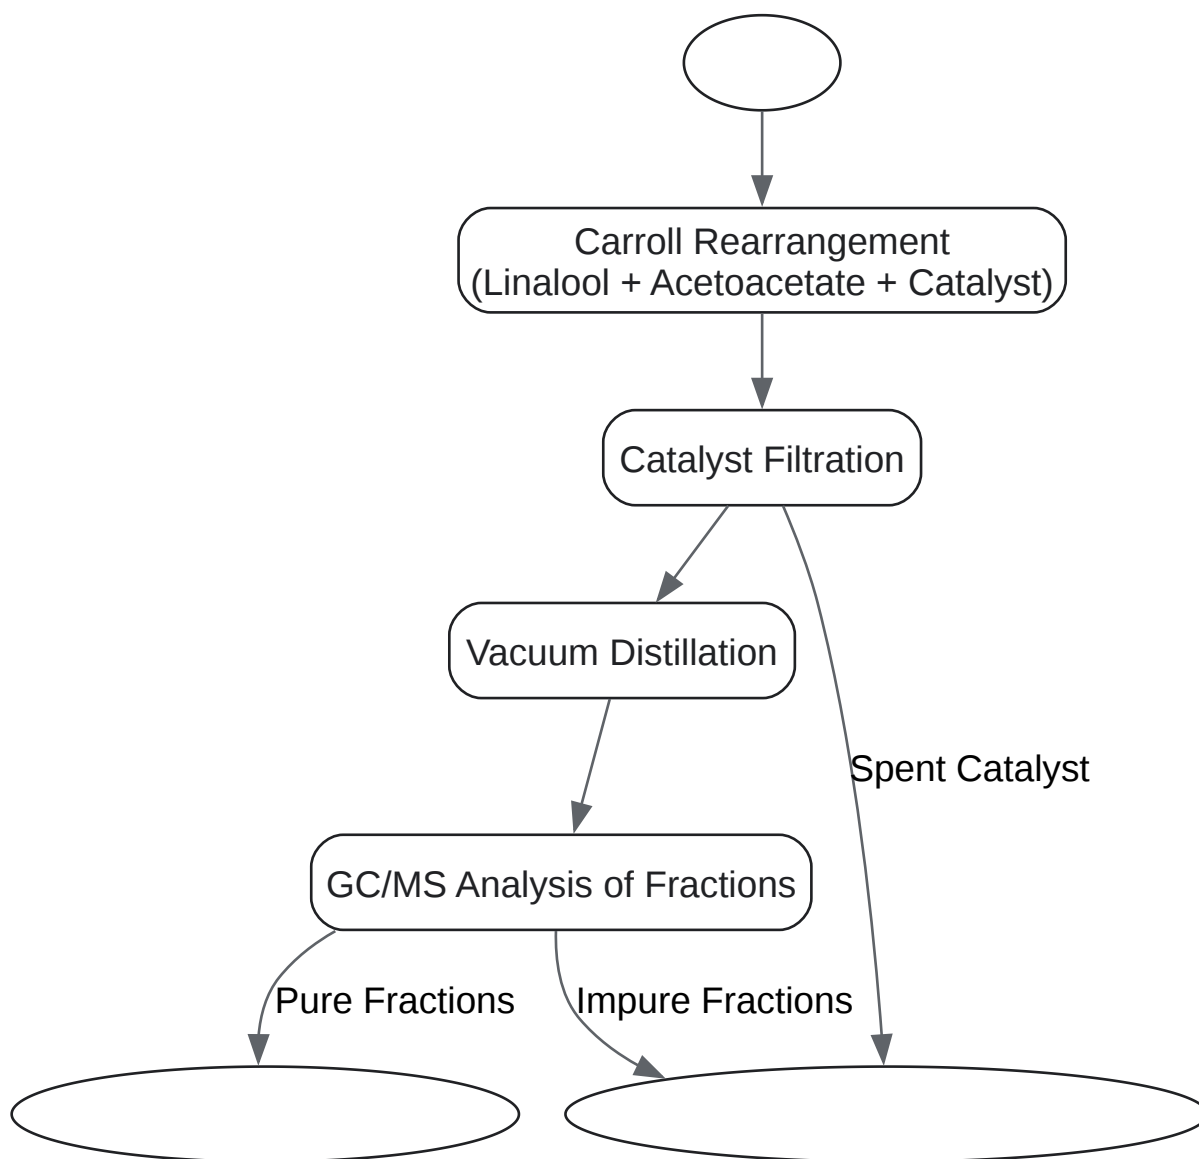 Carroll Rearrangement
(Linalool + Acetoacetate + Catalyst)
Catalyst Filtration
Vacuum Distillation
Spent Catalyst
GC/MS Analysis of Fractions
Pure Fractions
Impure Fractions